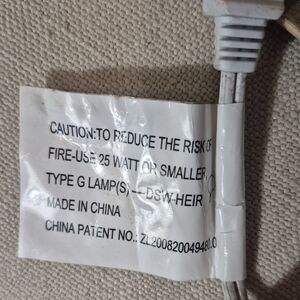 CAUTION:TO REDUCE THE RISK OF
FIRE-USE 25 WATT OR SMALLER
TYPE G LAMP(S)---DSW-HEIR
MADE IN CHINA
CHINA PATENT NO.: